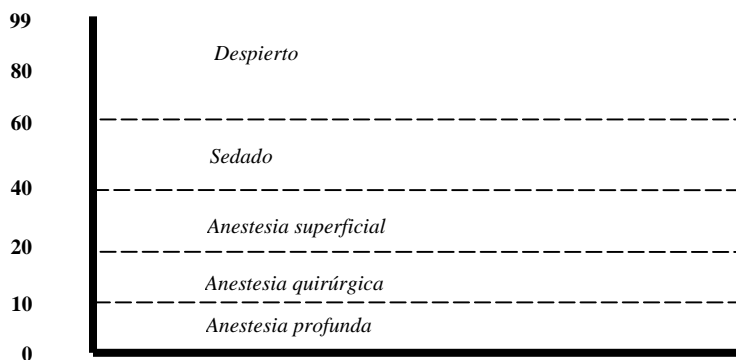 99
Despierto
80
60
Sedado
40
Anestesia superficial
20
Anestesia quirúrgica
10
Anestesia profunda
0